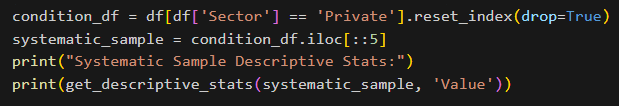 condition_df = df[df['Sector'] == 'Private'].reset_index(drop=True)
systematic_sample = condition_df.iloc[::5]
print("Systematic Sample Descriptive Stats:")
print(get_descriptive_stats(systematic_sample, 'Value'))